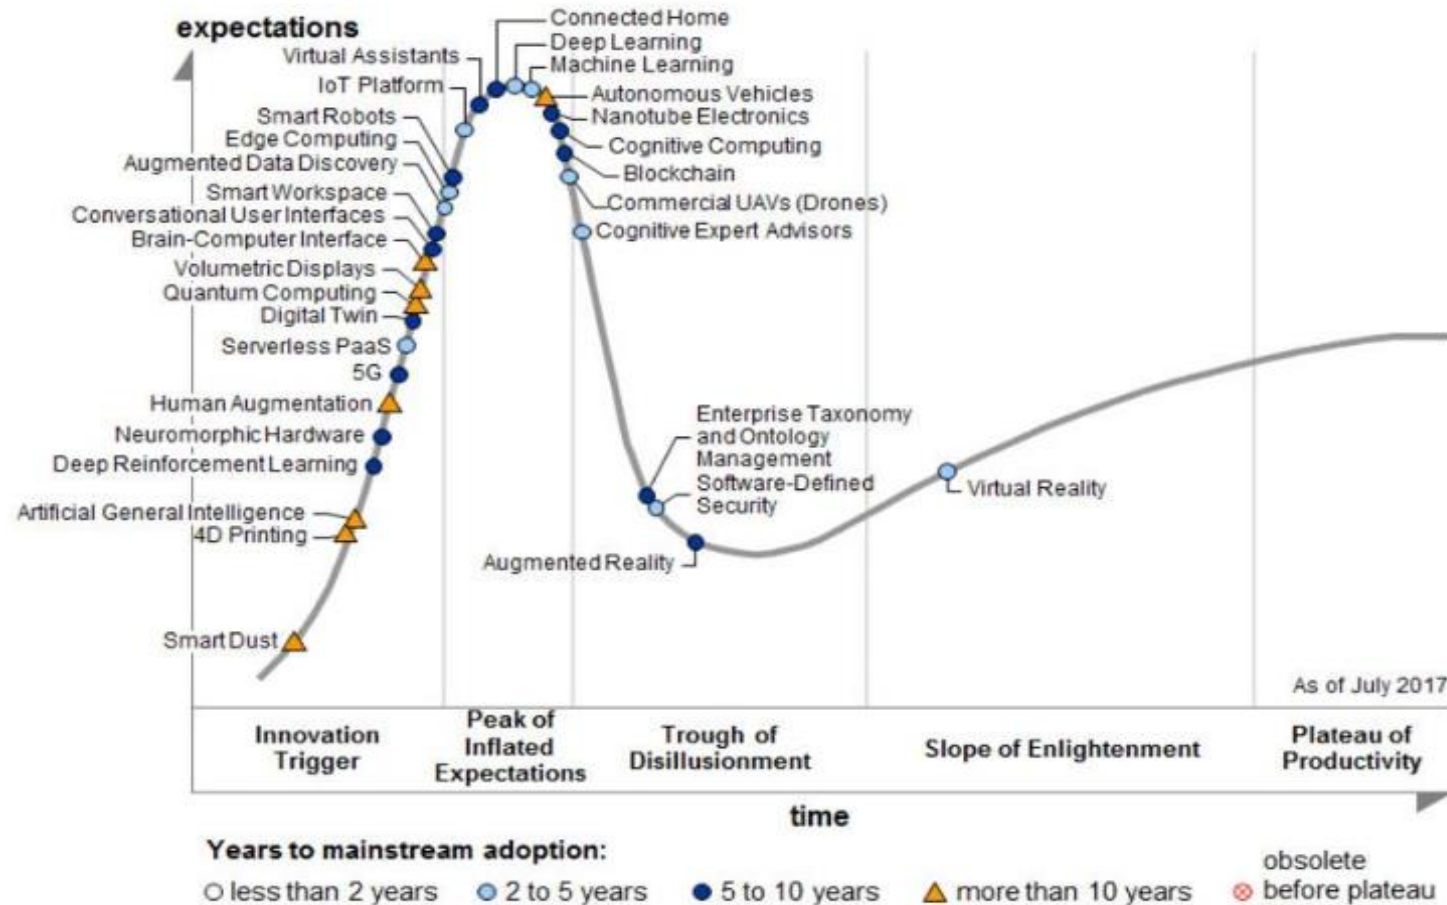 expectations
Connected Home
Deep Learning
Virtual Assistants
Machine Learning
IoT Platform
Autonomous Vehicles
Smart Robots
Nanotube Electronics
Edge Computing
Cognitive Computing
Augmented Data Discovery
Blockchain
Smart Workspace
Commercial UAVs (Drones)
Conversational User Interfaces
Cognitive Expert Advisors
Brain-Computer Interface
Volumetric Displays
Quantum Computing
Digital Twin
Serverless PaaS
5G
Human Augmentation
Enterprise Taxonomy
and Ontology
Management
Neuromorphic Hardware
Deep Reinforcement Learning
Software-Defined
Security
Virtual Reality
Artificial General Intelligence
4D Printing
Augmented Reality
Smart Dust
As of July 2017
Innovation
Trigger
Peak of
Inflated
Expectations
Trough of
Disillusionment
Slope of Enlightenment
Plateau of
Productivity
time
Years to mainstream adoption:
less than 2 years
2 to 5 years
5 to 10 years
more than 10 years
obsolete
before plateau